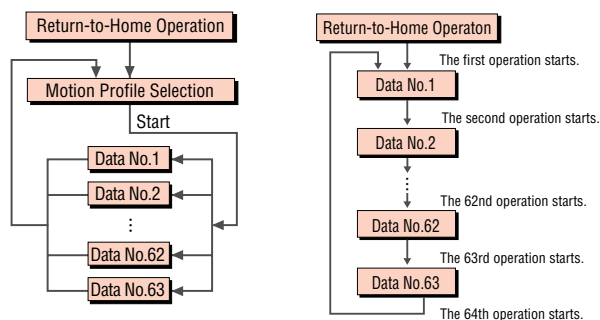 Return-to-Home Operation
Motion Profile Selection
Start
Data No.1
Data No.2
Data No.62
Data No.63
Return-to-Home Operaton
The first operation starts.
Data No.1
The second operation starts.
Data No.2
The 62nd operation starts.
Data No.62
The 63rd operation starts.
Data No.63
The 64th operation starts.